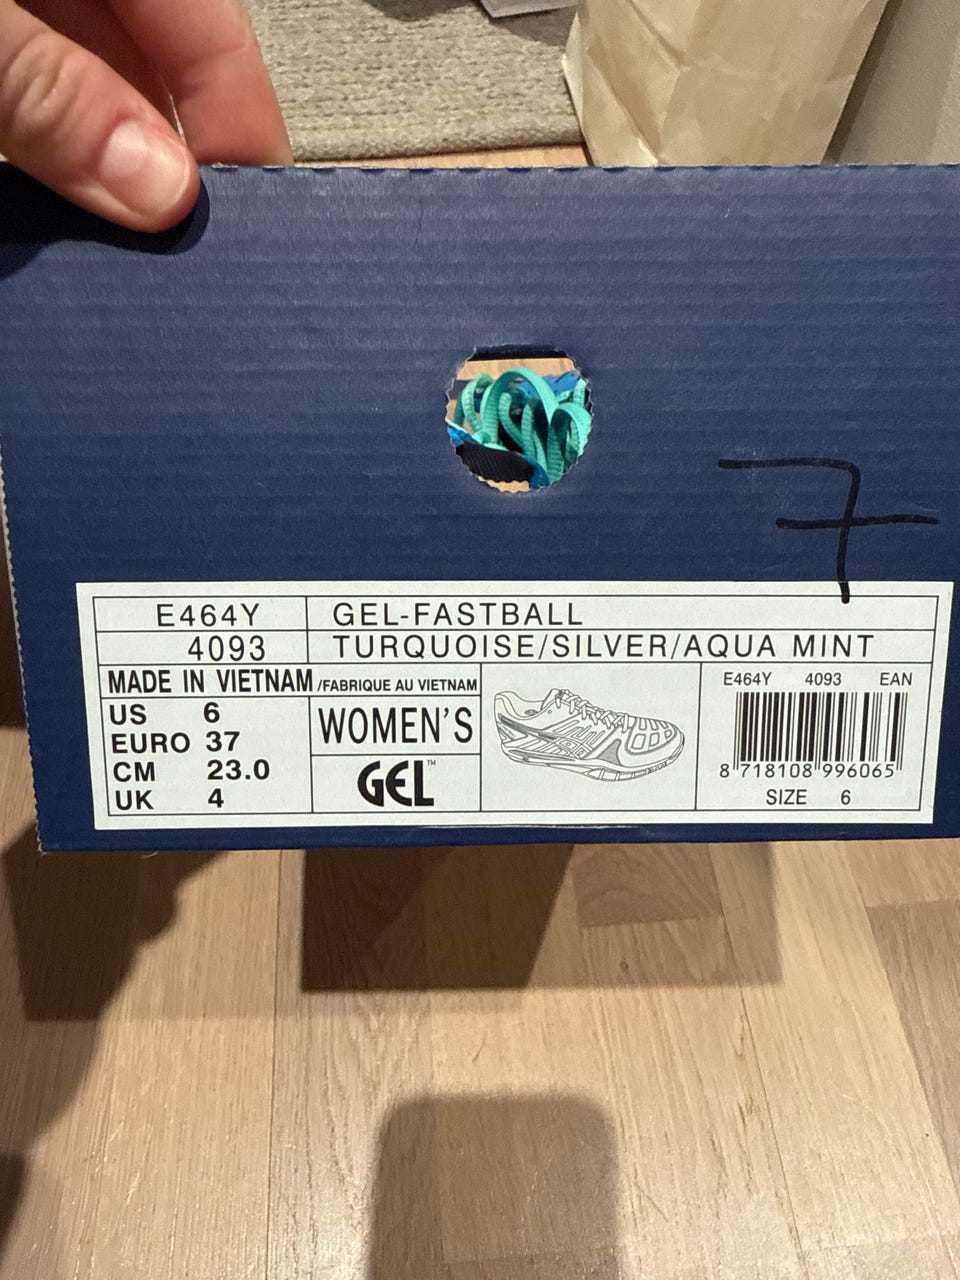 7
E464Y GEL-FASTBALL
4093 TURQUOISE/SILVER/AQUA MINT
MADE IN VIETNAM /FABRIQUE AU VIETNAM
US 6
EURO 37
CM 23.0
UK 4
WOMEN'S
GEL™
E464Y 4093 EAN
8 718108 996065
SIZE 6